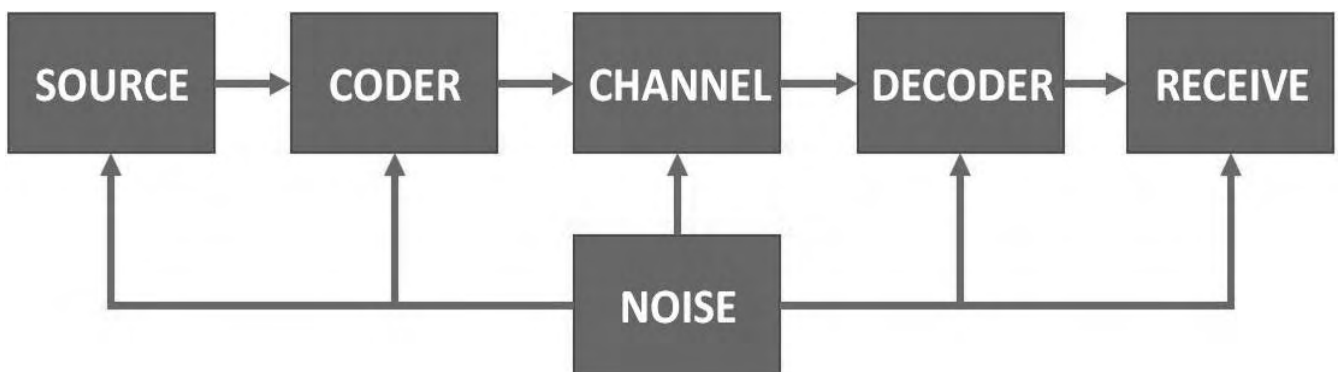 SOURCE
CODER
CHANNEL
DECODER
RECEIVE
NOISE